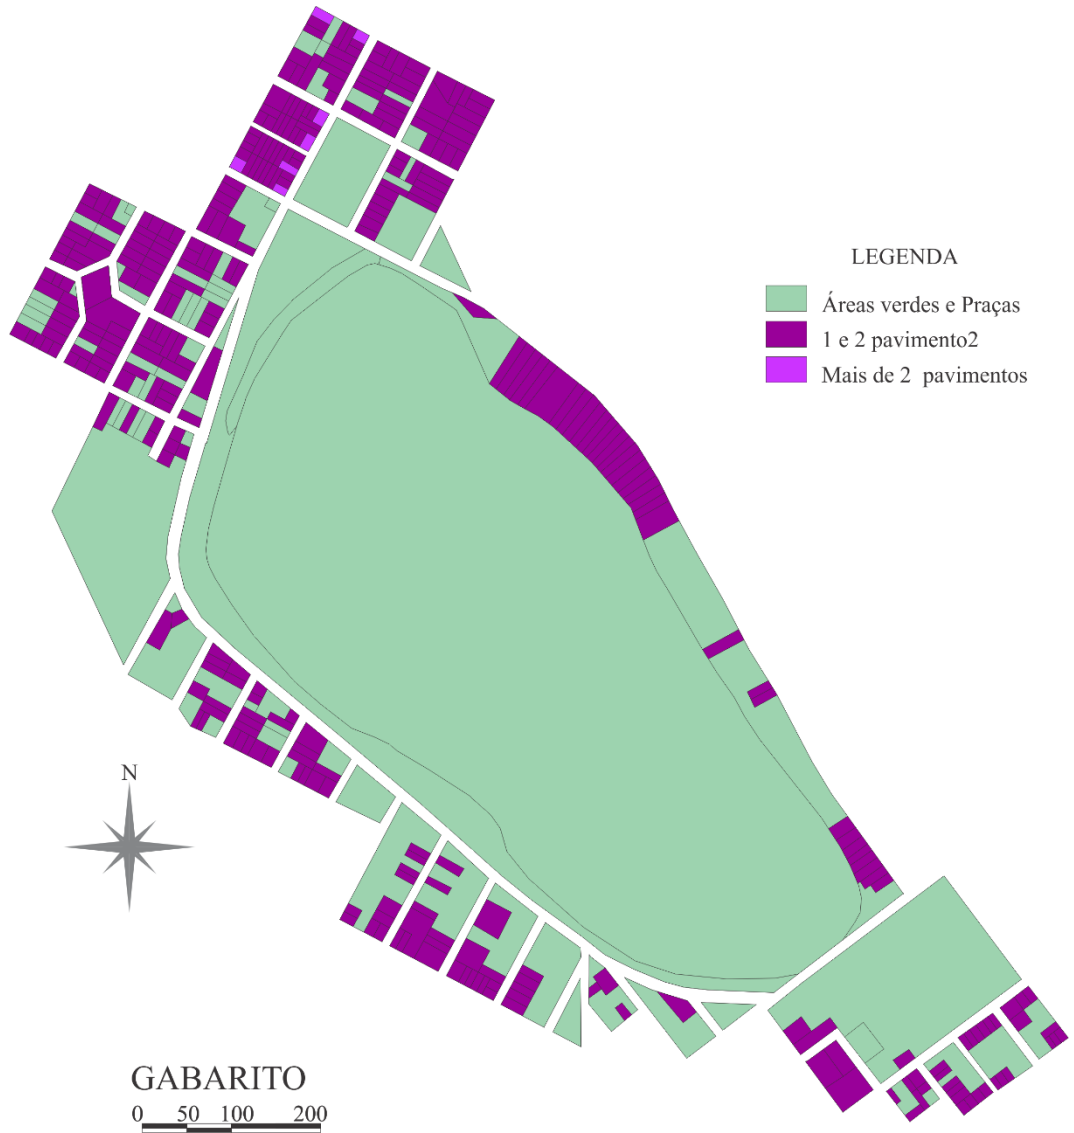 LEGENDA
Áreas verdes e Praças
1 e 2 pavimento2
Mais de 2 pavimentos
N
GABARITO
0 50 100 200